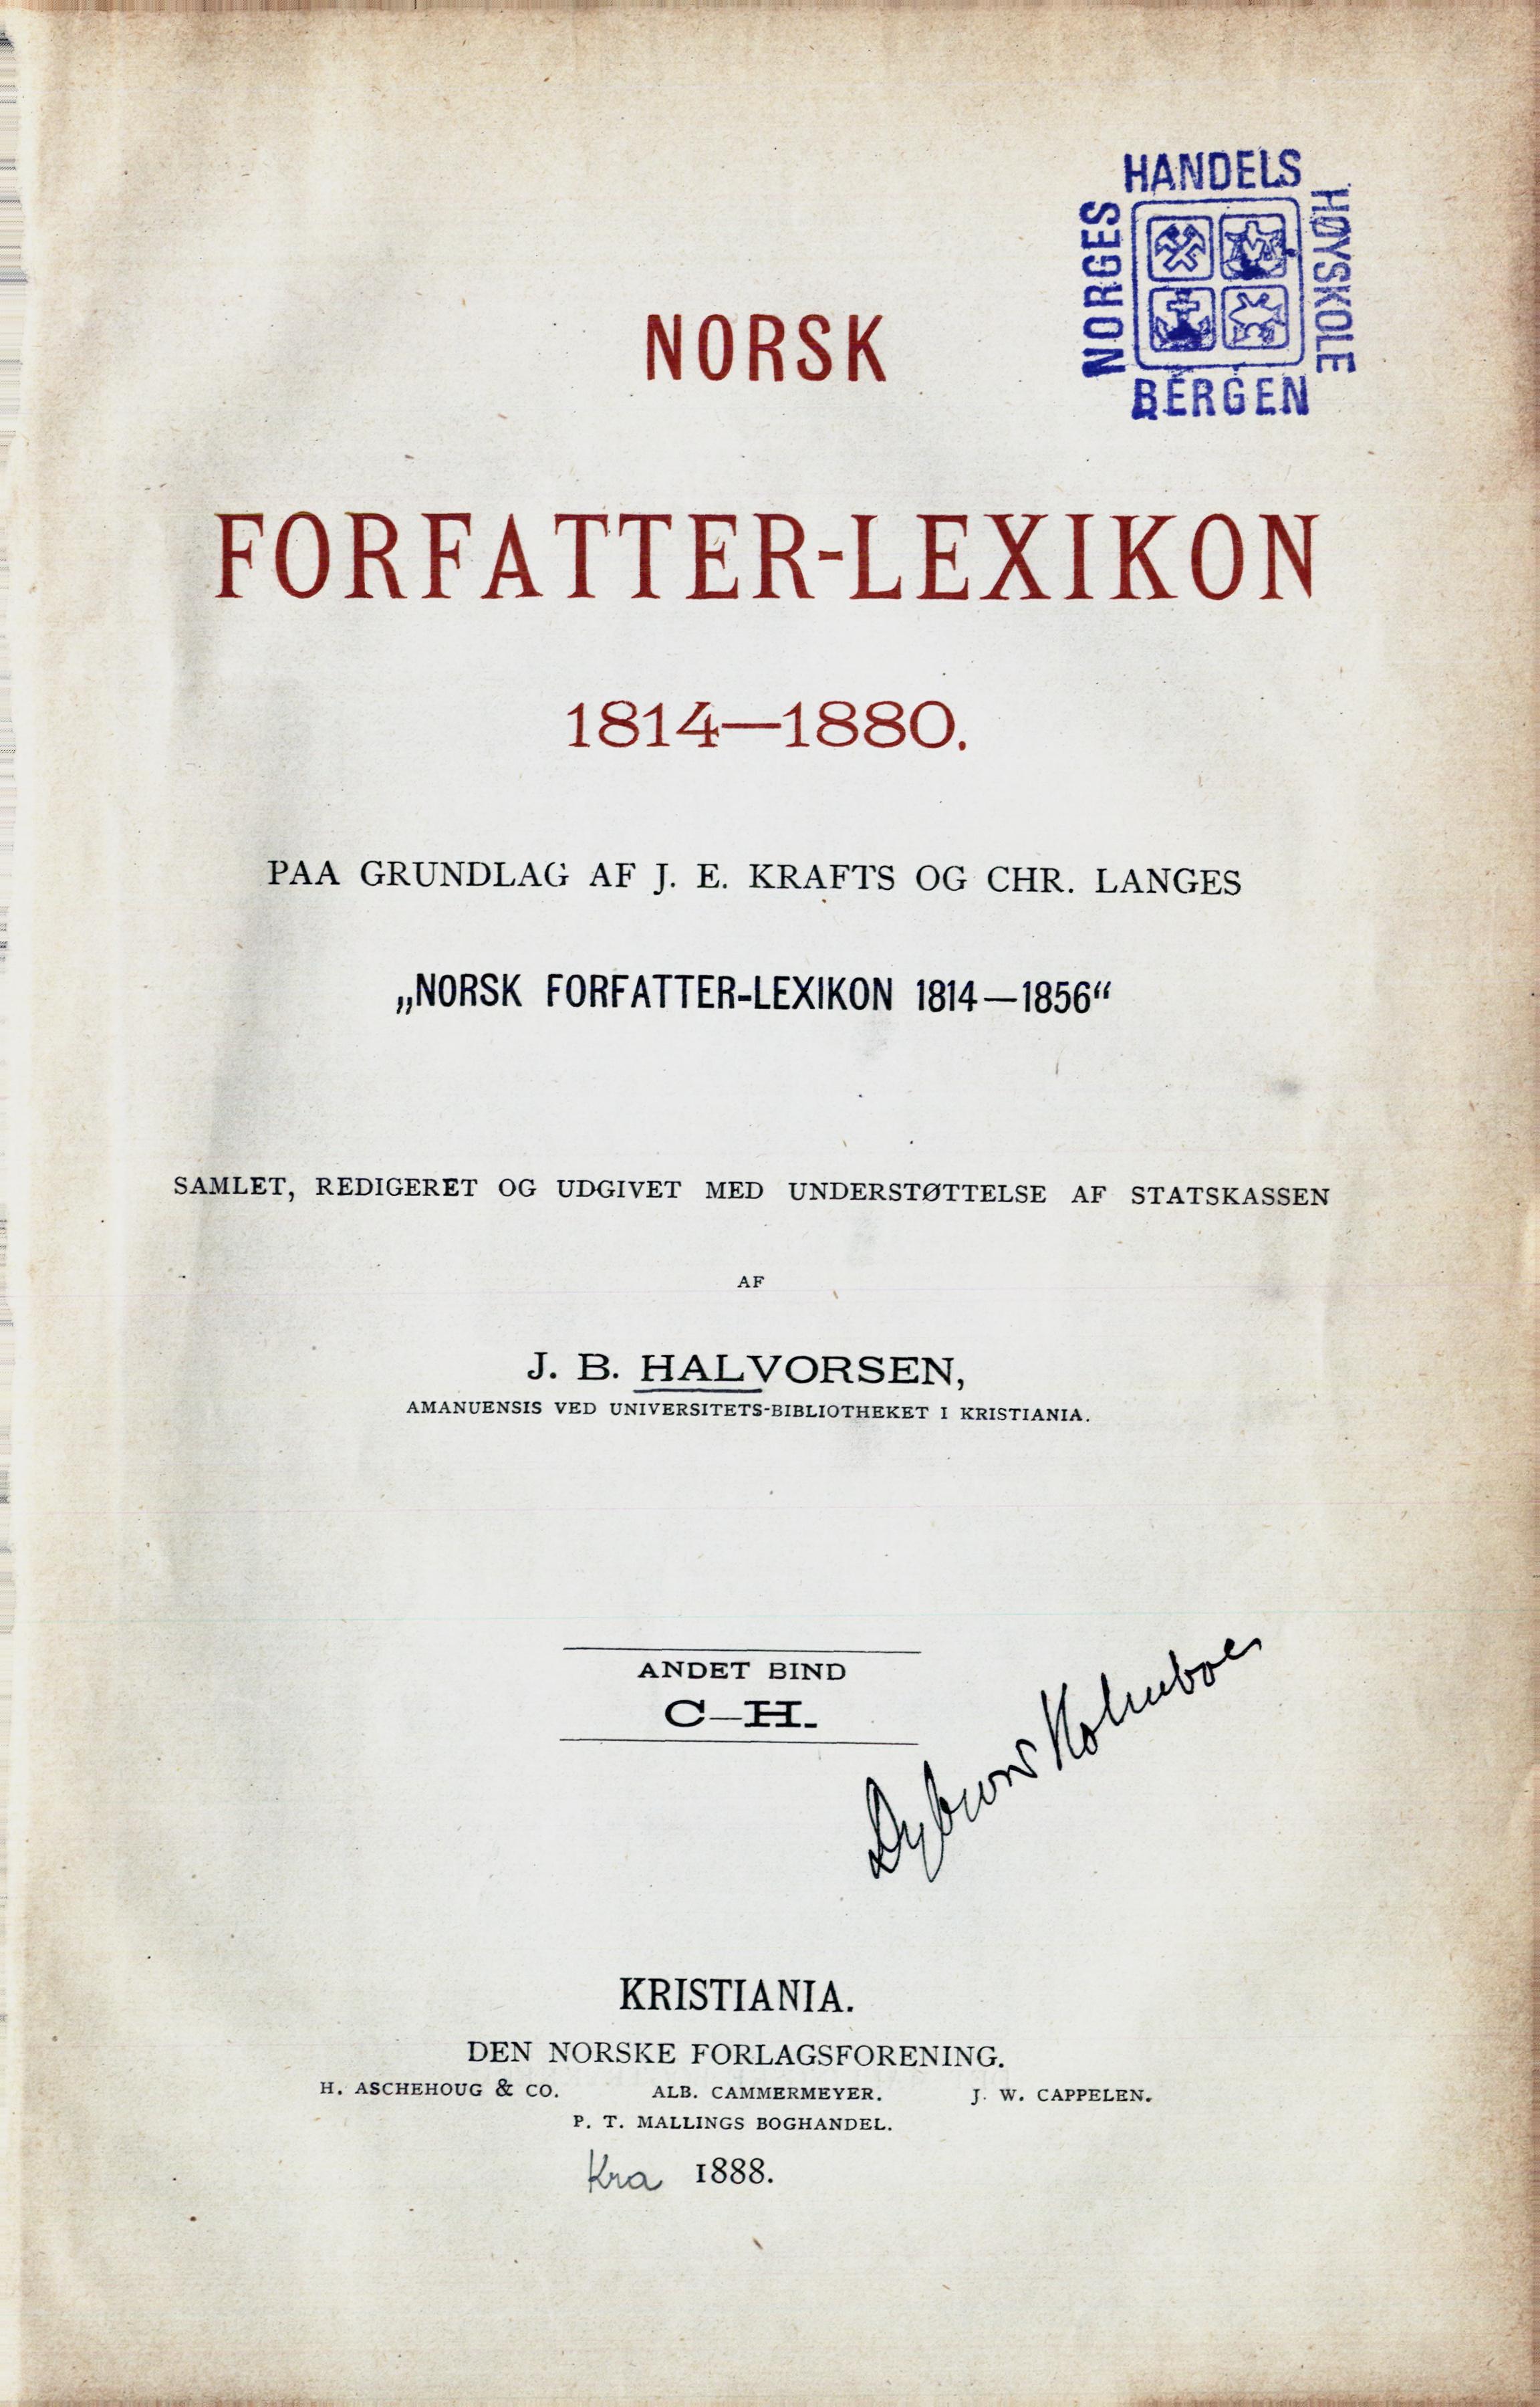 HANDELS
NORGES
HØYSKOLE
BERGEN
NORSK
FORFATTER-LEXIKON
1814—1880.
PAA GRUNDLAG AF J. E. KRAFTS OG CHR. LANGES
„NORSK FORFATTER-LEXIKON 1814—1856“
SAMLET, REDIGERET OG UDGIVET MED UNDERSTØTTELSE AF STATSKASSEN
AF
J. B. HALVORSEN,
AMANUENSIS VED UNIVERSITETS-BIBLIOTHEKET I KRISTIANIA.
ANDET BIND
C—H.
Holmboe
KRISTIANIA.
DEN NORSKE FORLAGSFORENING.
H. ASCHEHOUG & CO. ALB. CAMMERMEYER. J. W. CAPPELEN.
P. T. MALLINGS BOGHANDEL.
Kra 1888.